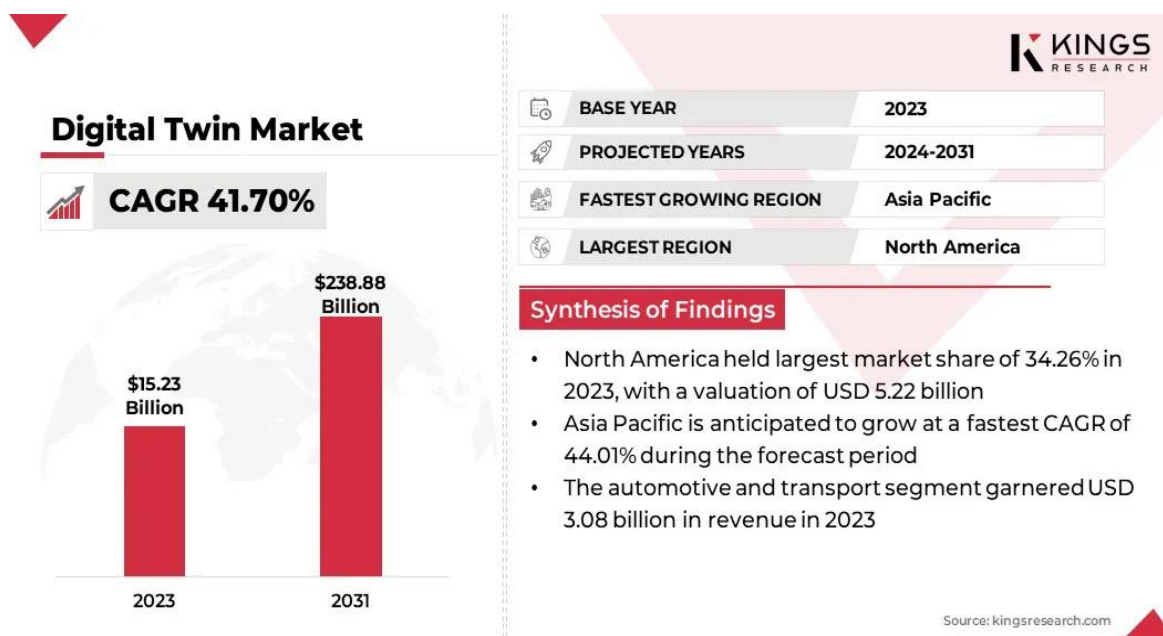 KINGS
RESEARCH
Digital Twin Market
CAGR 41.70%
$15.23
Billion
$238.88
Billion
2023
2031
BASE YEAR 2023
PROJECTED YEARS 2024-2031
FASTEST GROWING REGION Asia Pacific
LARGEST REGION North America
Synthesis of Findings
• North America held largest market share of 34.26% in
2023, with a valuation of USD 5.22 billion
• Asia Pacific is anticipated to grow at a fastest CAGR of
44.01% during the forecast period
• The automotive and transport segment garnered USD
3.08 billion in revenue in 2023
Source: kingsresearch.com